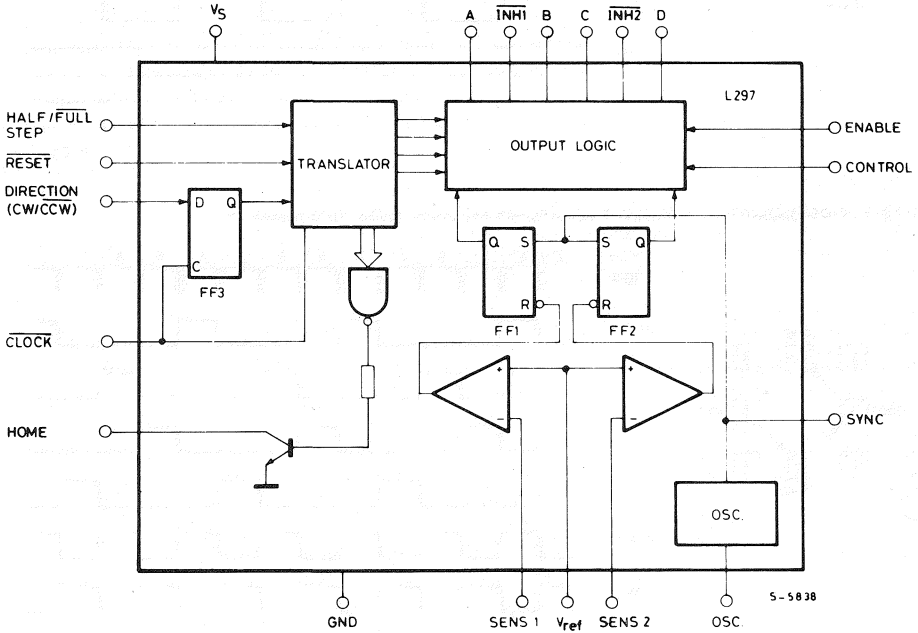 VS
A INH1 B C INH2 D
L297
HALF/FULL
STEP
RESET
DIRECTION
(CW/CCW)
CLOCK
HOME
TRANSLATOR
OUTPUT LOGIC
ENABLE
CONTROL
D Q
C
FF3
Q S
R
FF1
S Q
R
FF2
+
−
+
−
SYNC
OSC.
GND
SENS 1
Vref
SENS 2
OSC.
S-5838